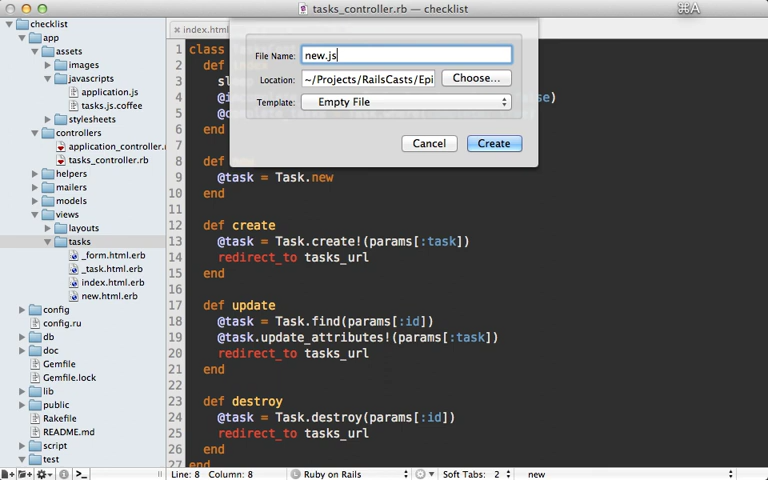 tasks_controller.rb — checklist
⌘A
checklist
app
assets
images
javascripts
application.js
tasks.js.coffee
stylesheets
controllers
application_controller.r
tasks_controller.rb
helpers
mailers
models
views
layouts
tasks
_form.html.erb
_task.html.erb
index.html.erb
new.html.erb
config
config.ru
db
doc
Gemfile
Gemfile.lock
lib
public
Rakefile
README.md
script
test
index.html
File Name: new.js
Location: ~/Projects/RailsCasts/Epi Choose...
Template: Empty File
Cancel Create
1 class
2 de
3 sl
4 @i e)
5 @
6 en
7
8 de
9 @task = Task.new
10 end
11
12 def create
13 @task = Task.create!(params[:task])
14 redirect_to tasks_url
15 end
16
17 def update
18 @task = Task.find(params[:id])
19 @task.update_attributes!(params[:task])
20 redirect_to tasks_url
21 end
22
23 def destroy
24 @task = Task.destroy(params[:id])
25 redirect_to tasks_url
26 end
27 end
Line: 8 Column: 8 Ruby on Rails Soft Tabs: 2 new